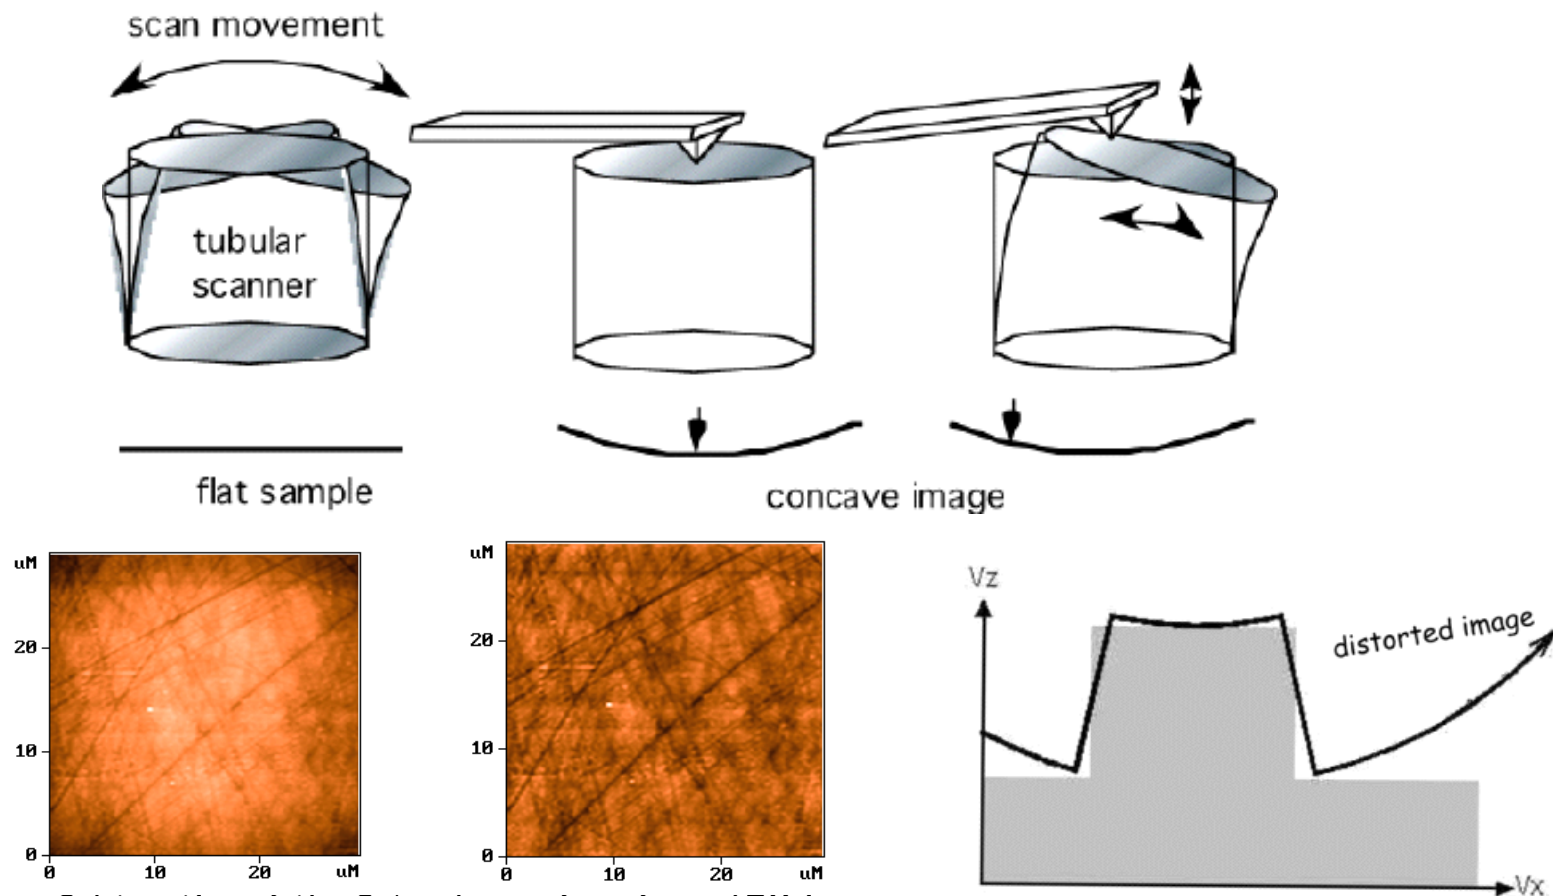 scan movement
tubular
scanner
flat sample
concave image
uM
20
10
0
0
10
20
uM
uM
20
10
0
0
10
20
uM
Vz
distorted image
Vx